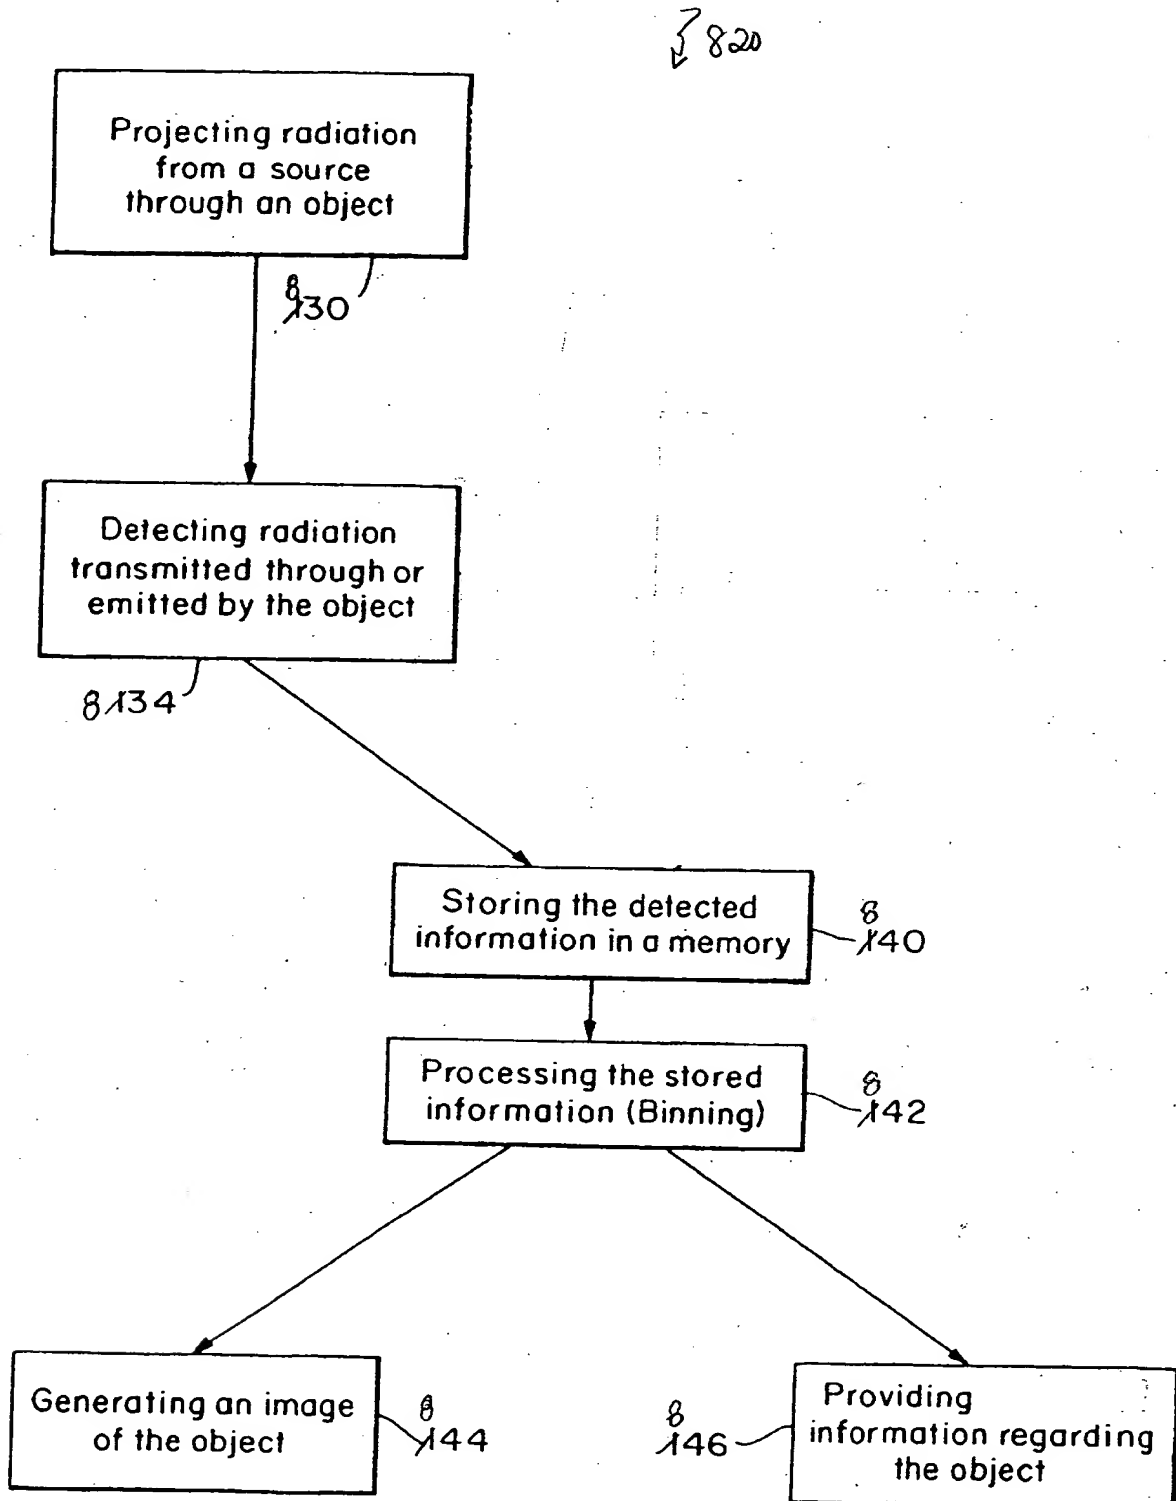 820
Projecting radiation
from a source
through an object
830
Detecting radiation
transmitted through or
emitted by the object
834
Storing the detected
information in a memory
840
Processing the stored
information (Binning)
842
Generating an image
of the object
844
846
Providing
information regarding
the object